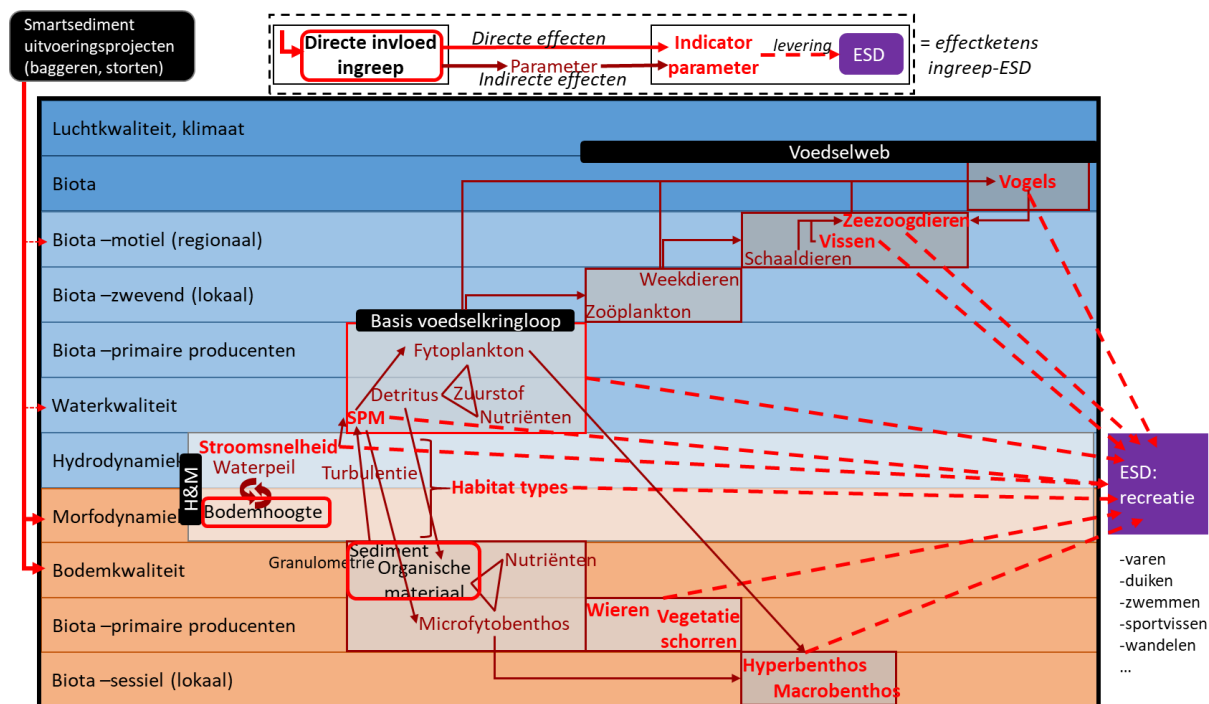 Smartsediment
uitvoeringsprojecten
(baggeren, storten)
Directe invloed
ingreep
Directe effecten
Parameter
Indirecte effecten
Indicator
parameter
levering
ESD
= effectketens
ingreep-ESD
Luchtkwaliteit, klimaat
Voedselweb
Biota
Vogels
Biota –motiel (regionaal)
Zeezoogdieren
Vissen
Schaaldieren
Biota –zwevend (lokaal)
Weekdieren
Zoöplankton
Basis voedselkringloop
Biota –primaire producenten
Fytoplankton
Detritus
Zuurstof
Waterkwaliteit
SPM
Nutriënten
Hydrodynamiek
Stroomsnelheid
Waterpeil
Turbulentie
H&M
Habitat types
Morfodynamiek
Bodemhoogte
ESD:
recreatie
Bodemkwaliteit
Granulometrie
Sediment
Organische
materiaal
Nutriënten
Biota –primaire producenten
Microfytobenthos
Wieren
Vegetatie
schorren
Biota –sessiel (lokaal)
Hyperbenthos
Macrobenthos
-varen
-duiken
-zwemmen
-sportvissen
-wandelen
...